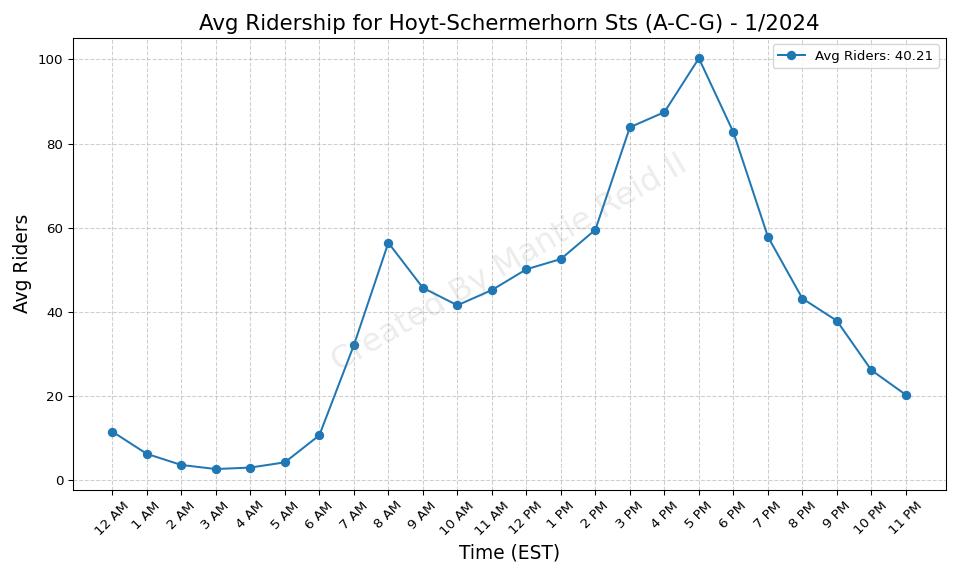 Avg Ridership for Hoyt-Schermerhorn Sts (A-C-G) - 1/2024
Avg Riders: 40.21
100
80
60
40
20
0
Avg Riders
Created By Mantie Reid II
12 AM
1 AM
2 AM
3 AM
4 AM
5 AM
6 AM
7 AM
8 AM
9 AM
10 AM
11 AM
12 PM
1 PM
2 PM
3 PM
4 PM
5 PM
6 PM
7 PM
8 PM
9 PM
10 PM
11 PM
Time (EST)